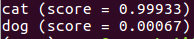 cat (score = 0.99933)
dog (score = 0.00067)